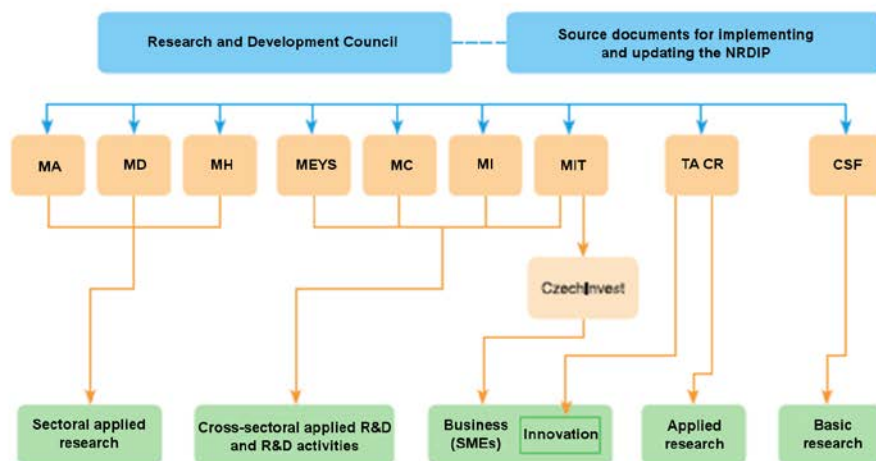 Research and Development Council
Source documents for implementing
and updating the NRDIP
MA
MD
MH
MEYS
MC
MI
MIT
TA CR
CSF
CzechInvest
Sectoral applied
research
Cross-sectoral applied R&D
and R&D activities
Business
(SMEs)
Innovation
Applied
research
Basic
research